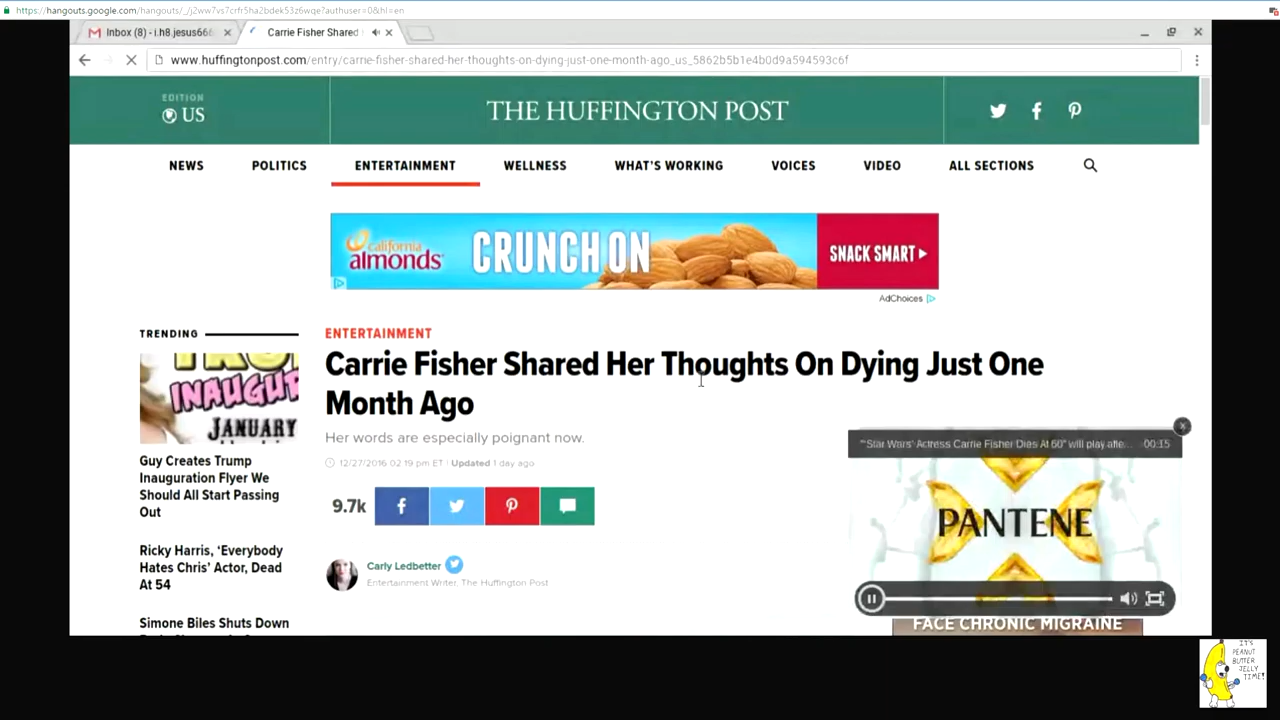 https://hangouts.google.com/hangouts/_/j2ww7vs7crfr5ha2bdek53z6wqe?authuser=0&hl=en
Inbox (8) - i.h8.jesus666
Carrie Fisher Shared
www.huffingtonpost.com/entry/carrie-fisher-shared-her-thoughts-on-dying-just-one-month-ago_us_5862b5b1e4b0d9a594593c6f
EDITION
US
THE HUFFINGTON POST
NEWS POLITICS ENTERTAINMENT WELLNESS WHAT'S WORKING VOICES VIDEO ALL SECTIONS
california
almonds
CRUNCH ON
SNACK SMART
AdChoices
TRENDING
INAUGU
JANUARY
Guy Creates Trump
Inauguration Flyer We
Should All Start Passing
Out
Ricky Harris, 'Everybody
Hates Chris' Actor, Dead
At 54
Simone Biles Shuts Down
ENTERTAINMENT
Carrie Fisher Shared Her Thoughts On Dying Just One
Month Ago
Her words are especially poignant now.
12/27/2016 02:19 pm ET | Updated 1 day ago
9.7k
Carly Ledbetter
Entertainment Writer, The Huffington Post
"'Star Wars' Actress Carrie Fisher Dies At 60" will play afte... 00:15
PANTENE
FACE CHRONIC MIGRAINE
IT'S
PEANUT
BUTTER
JELLY
TIME!